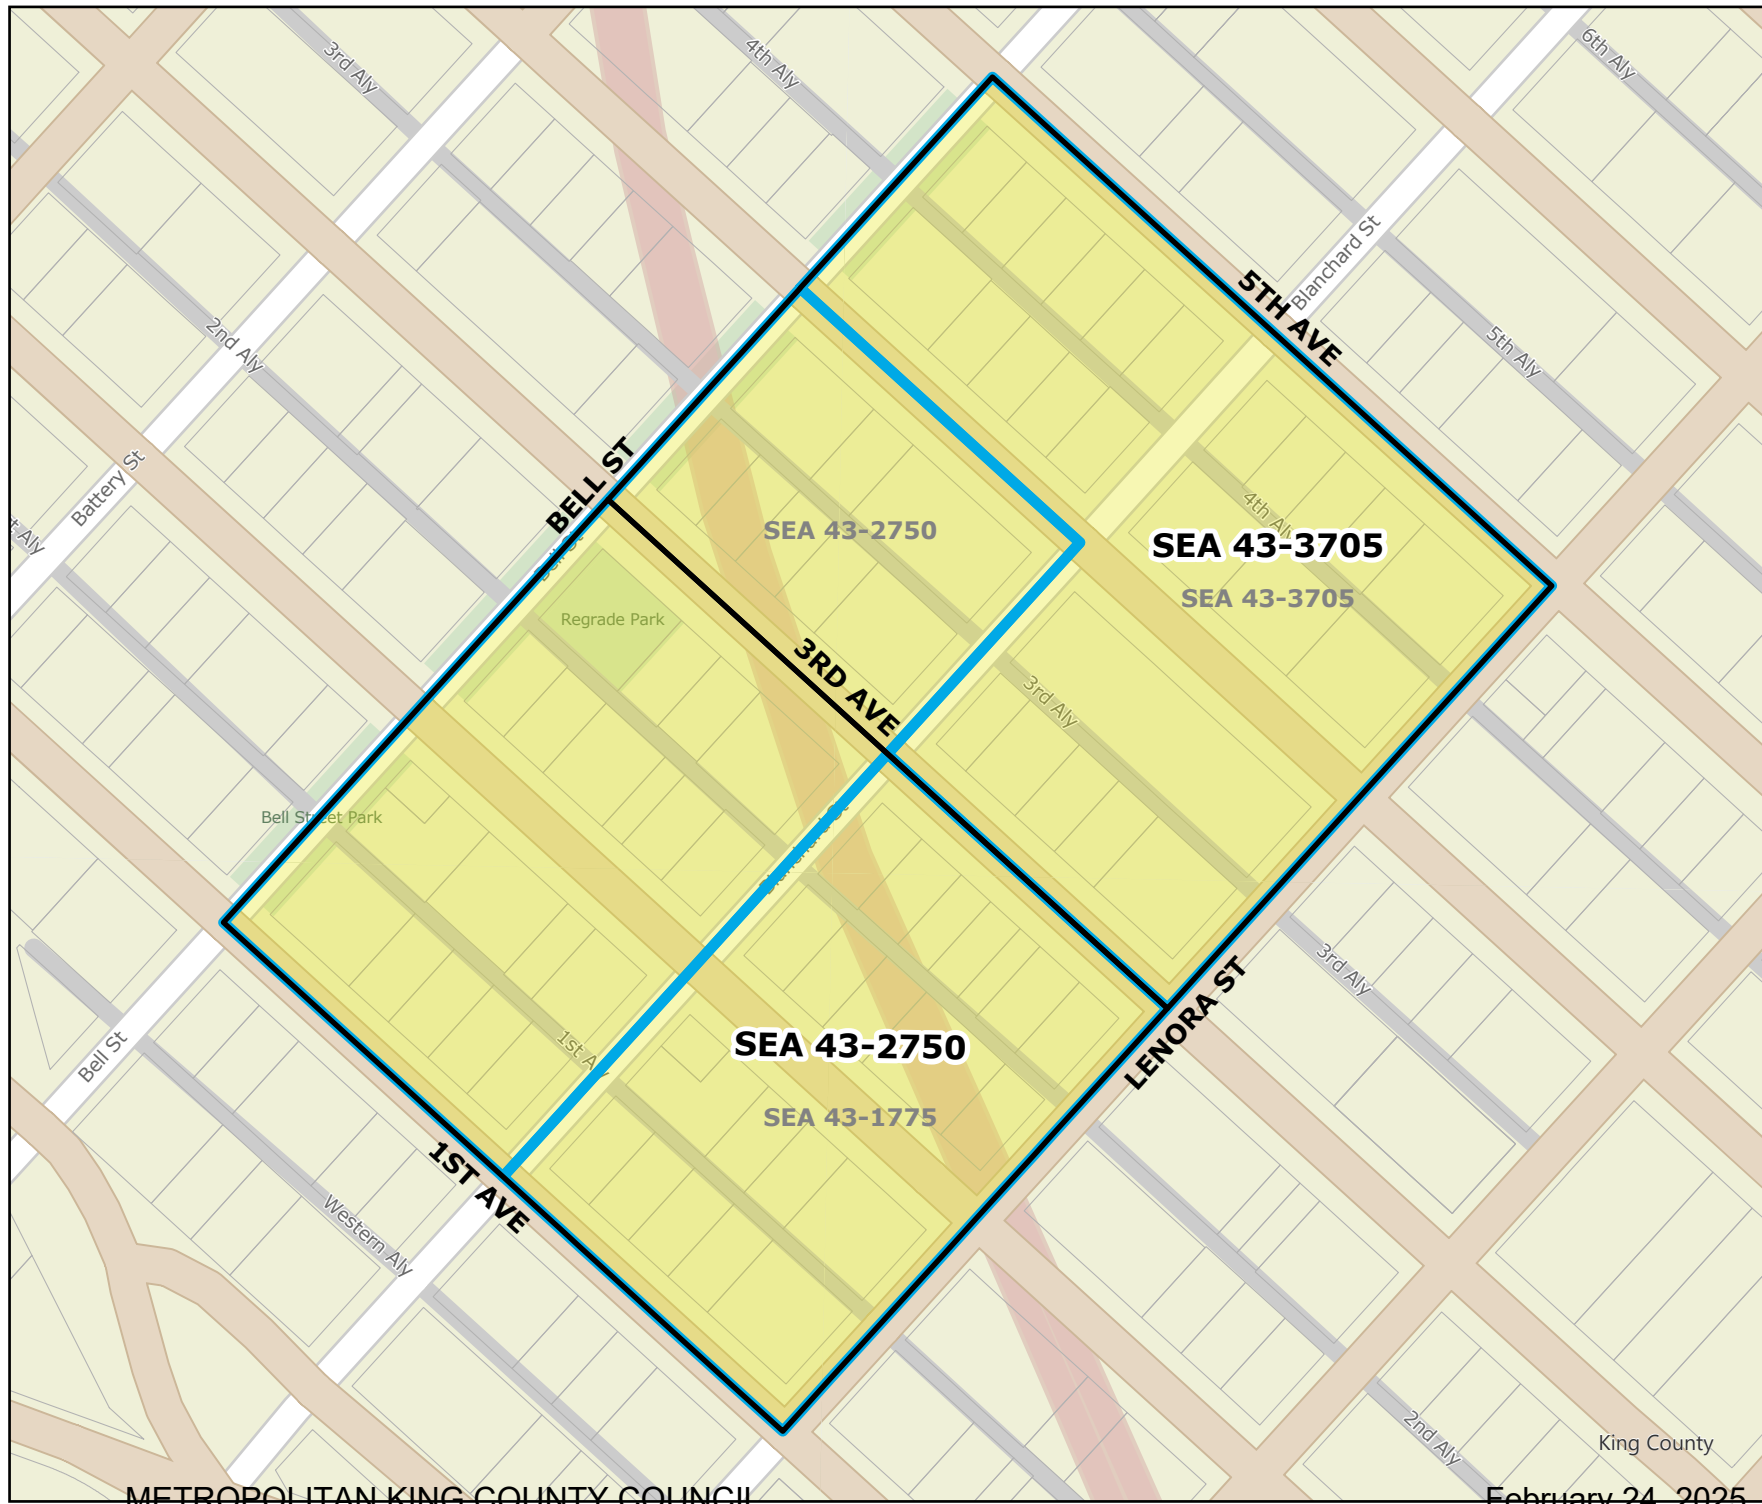 3rd Aly
4th Aly
6th Aly
Blanchard St
5TH AVE
5th Aly
2nd Aly
Battery St
BELL ST
4th Aly
SEA 43-2750
SEA 43-3705
SEA 43-3705
Regrade Park
3RD AVE
3rd Aly
Bell Street Park
Blanchard St
3rd Aly
LENORA ST
Bell St
1st Aly
SEA 43-2750
SEA 43-1775
1ST AVE
Western Aly
2nd Aly
King County
METROPOLITAN KING COUNTY COUNCIL
February 24, 2025